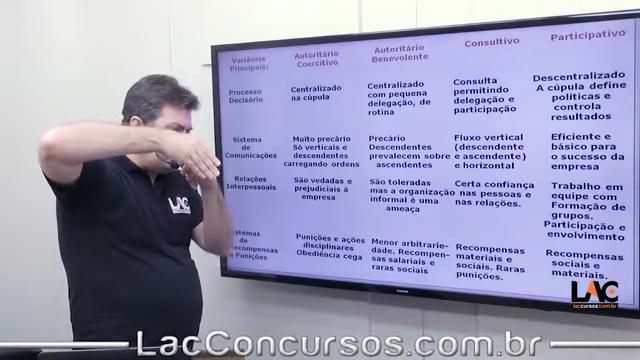 LAC
Variáveis Principais:
Autoritário Coercitivo
Autoritário Benevolente
Consultivo
Participativo
Processo Decisório
Centralizado na cúpula
Centralizado com pequena delegação, de rotina
Consulta permitindo delegação e participação
Descentralizado A cúpula define políticas e controla resultados
Sistema de Comunicações
Muito precário Só verticais e descendentes carregando ordens
Precário Descendentes prevalecem sobre ascendentes
Fluxo vertical (descendente e ascendente) e horizontal
Eficiente e básico para o sucesso da empresa
Relações Interpessoais
São vedadas e prejudiciais à empresa
São toleradas mas a organização informal é uma ameaça
Certa confiança nas pessoas e nas relações.
Trabalho em equipe com Formação de grupos. Participação e envolvimento
istemas de compensas e Punições
Punições e ações disciplinares Obediência cega
Menor arbitrariedade. Recompensas salariais e raras sociais
Recompensas materiais e sociais. Raras punições.
Recompensas sociais e materiais.
LAC
LAC
lacconcursos.com.br
LacConcursos.com.br